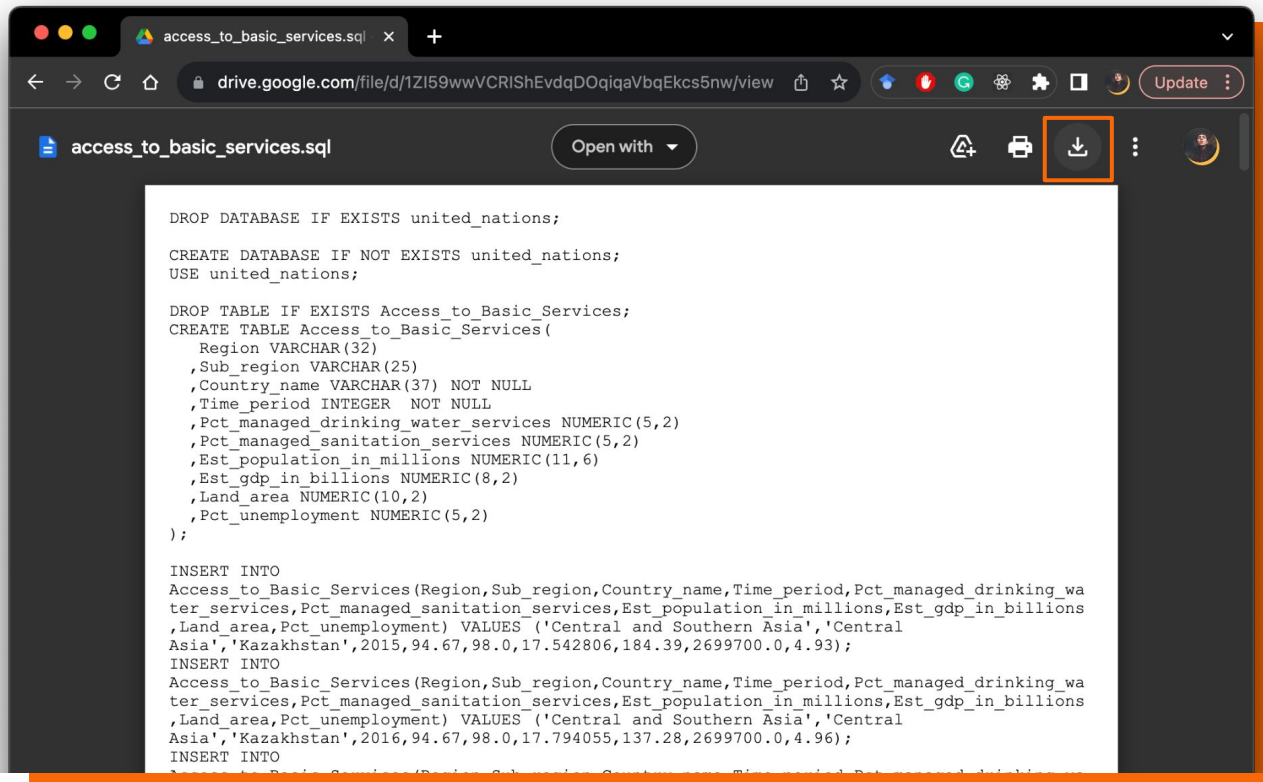 access_to_basic_services.sql
drive.google.com/file/d/1ZI59wwVCRIShEvdqDOqiqaVbqEkcs5nw/view
Update
access_to_basic_services.sql
Open with
DROP DATABASE IF EXISTS united_nations;
CREATE DATABASE IF NOT EXISTS united_nations;
USE united_nations;
DROP TABLE IF EXISTS Access_to_Basic_Services;
CREATE TABLE Access_to_Basic_Services(
Region VARCHAR(32)
,Sub_region VARCHAR(25)
,Country_name VARCHAR(37) NOT NULL
,Time_period INTEGER  NOT NULL
,Pct_managed_drinking_water_services NUMERIC(5,2)
,Pct_managed_sanitation_services NUMERIC(5,2)
,Est_population_in_millions NUMERIC(11,6)
,Est_gdp_in_billions NUMERIC(8,2)
,Land_area NUMERIC(10,2)
,Pct_unemployment NUMERIC(5,2)
);
INSERT INTO
Access_to_Basic_Services(Region,Sub_region,Country_name,Time_period,Pct_managed_drinking_wa
ter_services,Pct_managed_sanitation_services,Est_population_in_millions,Est_gdp_in_billions
,Land_area,Pct_unemployment) VALUES ('Central and Southern Asia','Central
Asia','Kazakhstan',2015,94.67,98.0,17.542806,184.39,2699700.0,4.93);
INSERT INTO
Access_to_Basic_Services(Region,Sub_region,Country_name,Time_period,Pct_managed_drinking_wa
ter_services,Pct_managed_sanitation_services,Est_population_in_millions,Est_gdp_in_billions
,Land_area,Pct_unemployment) VALUES ('Central and Southern Asia','Central
Asia','Kazakhstan',2016,94.67,98.0,17.794055,137.28,2699700.0,4.96);
INSERT INTO